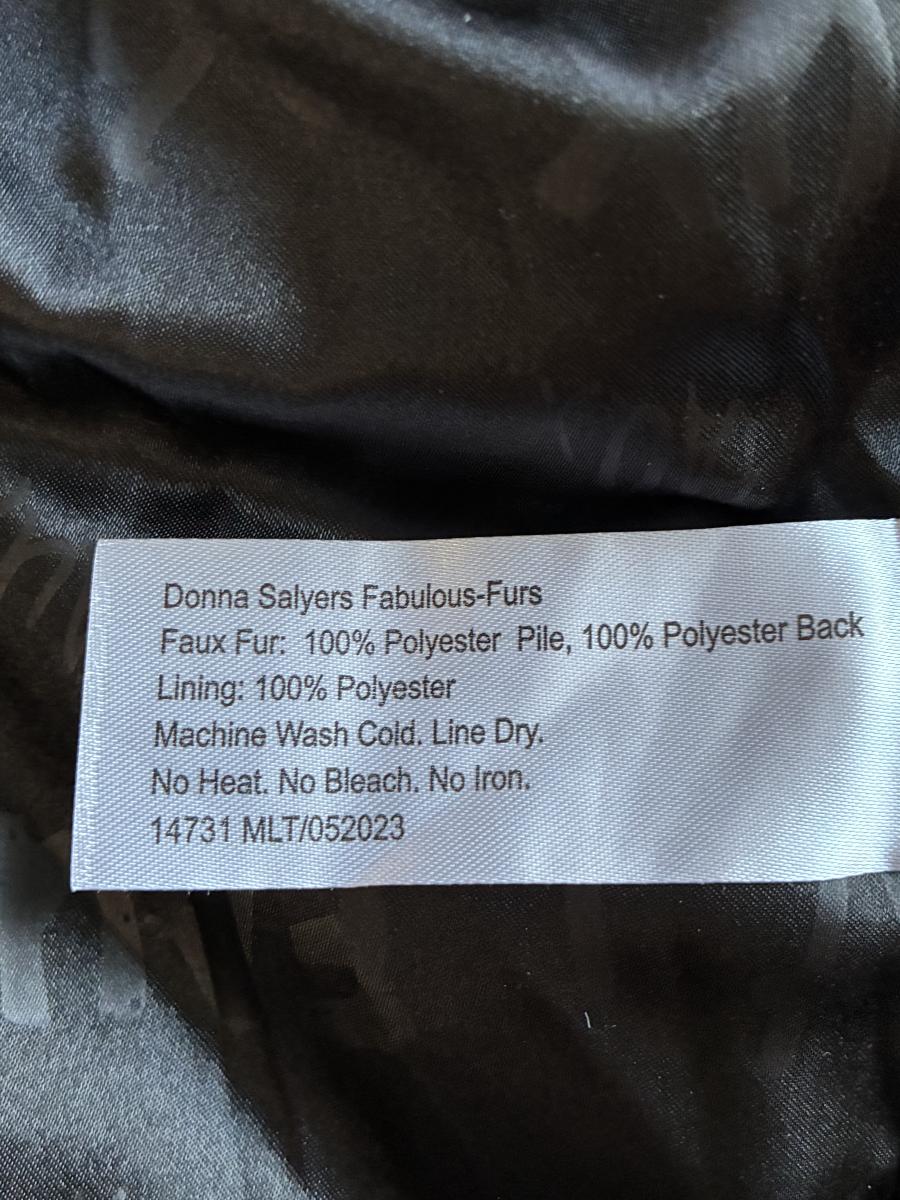 Donna Salyers Fabulous-Furs
Faux Fur: 100% Polyester Pile, 100% Polyester Back
Lining: 100% Polyester
Machine Wash Cold. Line Dry.
No Heat. No Bleach. No Iron.
14731 MLT/052023